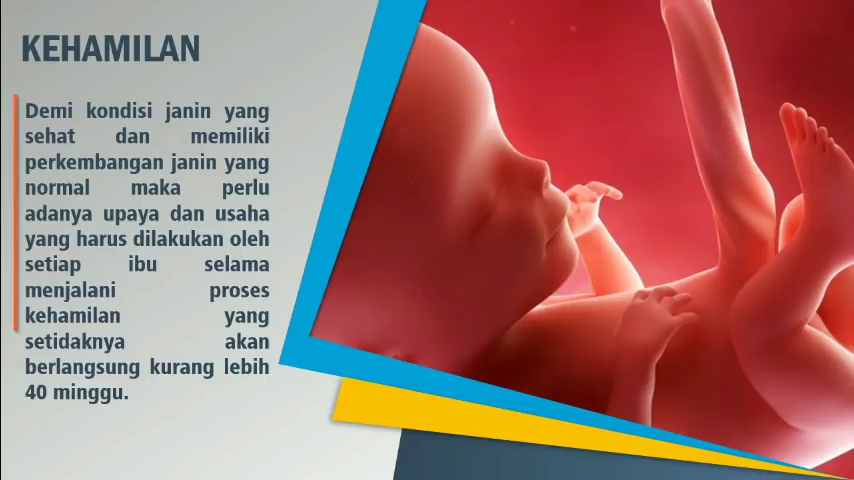 KEHAMILAN
Demi kondisi janin yang
sehat dan memiliki
perkembangan janin yang
normal maka perlu
adanya upaya dan usaha
yang harus dilakukan oleh
setiap ibu selama
menjalani proses
kehamilan yang
setidaknya akan
berlangsung kurang lebih
40 minggu.